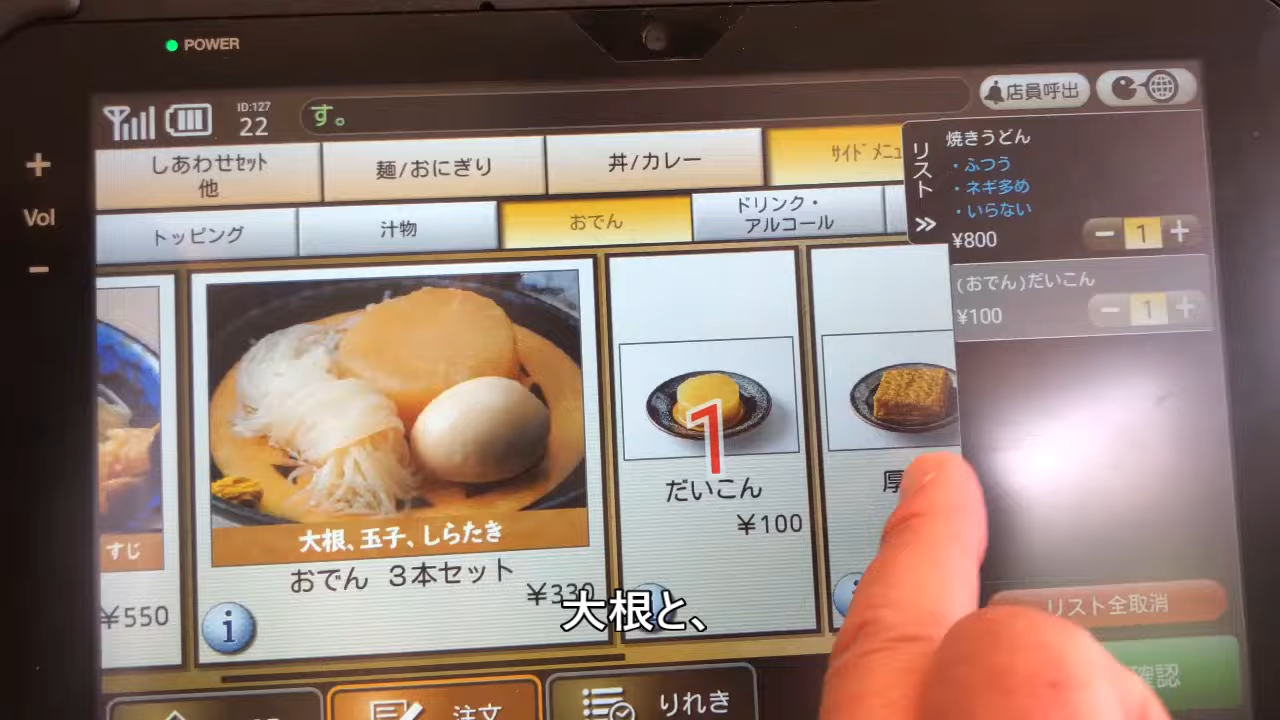 POWER
ID:127
22
す。
店員呼出
しあわせセット
他
麺/おにぎり
丼/カレー
サイドメニュ
トッピング
汁物
おでん
ドリンク・
アルコール
リスト
焼きうどん
・ふつう
・ネギ多め
・いらない
¥800
1
(おでん)だいこん
¥100
1
+
Vol
−
すじ
¥550
大根、玉子、しらたき
おでん 3本セット
¥330
i
1
だいこん
¥100
厚
大根と、
リスト全取消
確認
注文
りれき